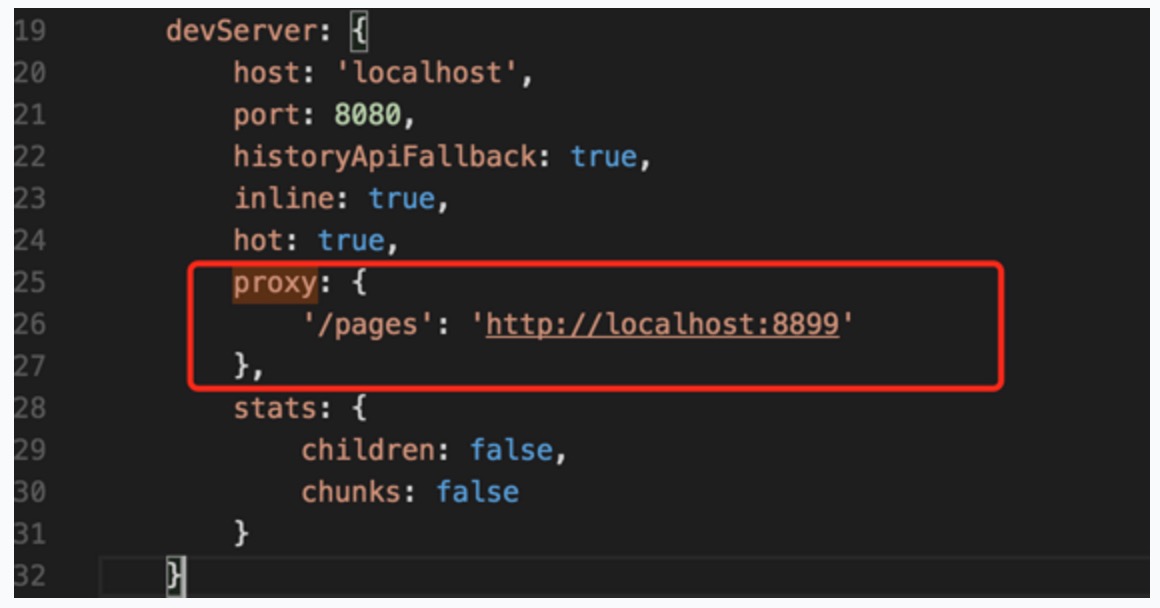 19 devServer: {
20 host: 'localhost',
21 port: 8080,
22 historyApiFallback: true,
23 inline: true,
24 hot: true,
25 proxy: {
26 '/pages': 'http://localhost:8899'
27 },
28 stats: {
29 children: false,
30 chunks: false
31 }
32 }